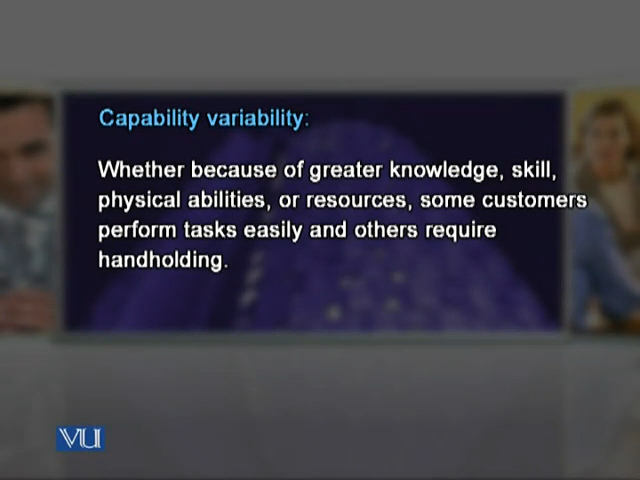 Capability variability:
Whether because of greater knowledge, skill,
physical abilities, or resources, some customers
perform tasks easily and others require
handholding.
VU